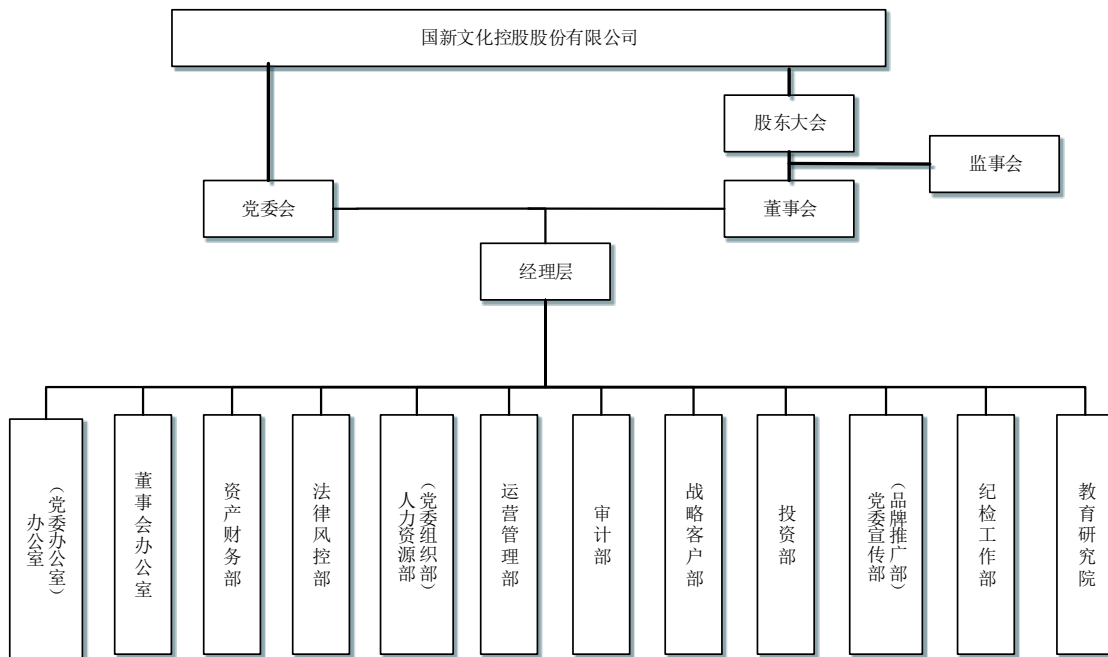 国新文化控股股份有限公司
股东大会
监事会
党委会
董事会
经理层
办公室
（党委办公室）
董事会办公室
资产财务部
法律风控部
人力资源部
（党委组织部）
运营管理部
审计部
战略客户部
投资部
党委宣传部
（品牌推广部）
纪检工作部
教育研究院